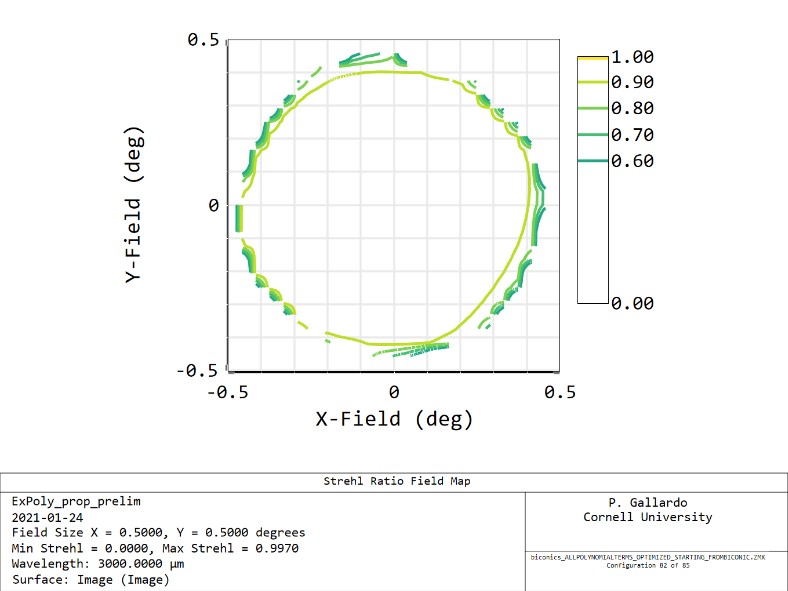 0.5
0
-0.5
Y-Field (deg)
-0.5
0
0.5
X-Field (deg)
1.00
0.90
0.80
0.70
0.60
0.00
Strehl Ratio Field Map
ExPoly_prop_prelim
2021-01-24
Field Size X = 0.5000, Y = 0.5000 degrees
Min Strehl = 0.0000, Max Strehl = 0.9970
Wavelength: 3000.0000 µm
Surface: Image (Image)
P. Gallardo
Cornell University
biconics_ALLPOLYNOMIALTERMS_OPTIMIZED_STARTING_FROMBICONIC.ZMX
Configuration 82 of 85